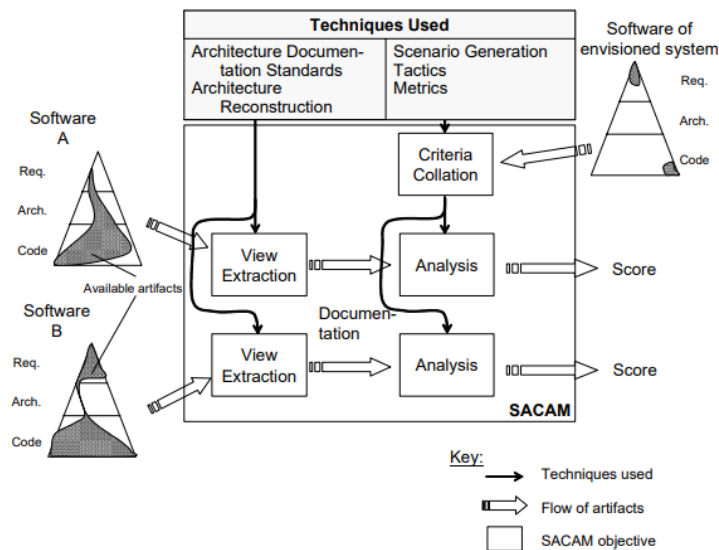 Techniques Used
Architecture Documen-
tation Standards
Architecture
Reconstruction
Scenario Generation
Tactics
Metrics
Software of
envisioned system
Req.
Arch.
Code
Software
A
Req.
Arch.
Code
Available artifacts
Software
B
Req.
Arch.
Code
Criteria
Collation
View
Extraction
Analysis
Score
Documen-
tation
View
Extraction
Analysis
Score
SACAM
Key:
Techniques used
Flow of artifacts
SACAM objective